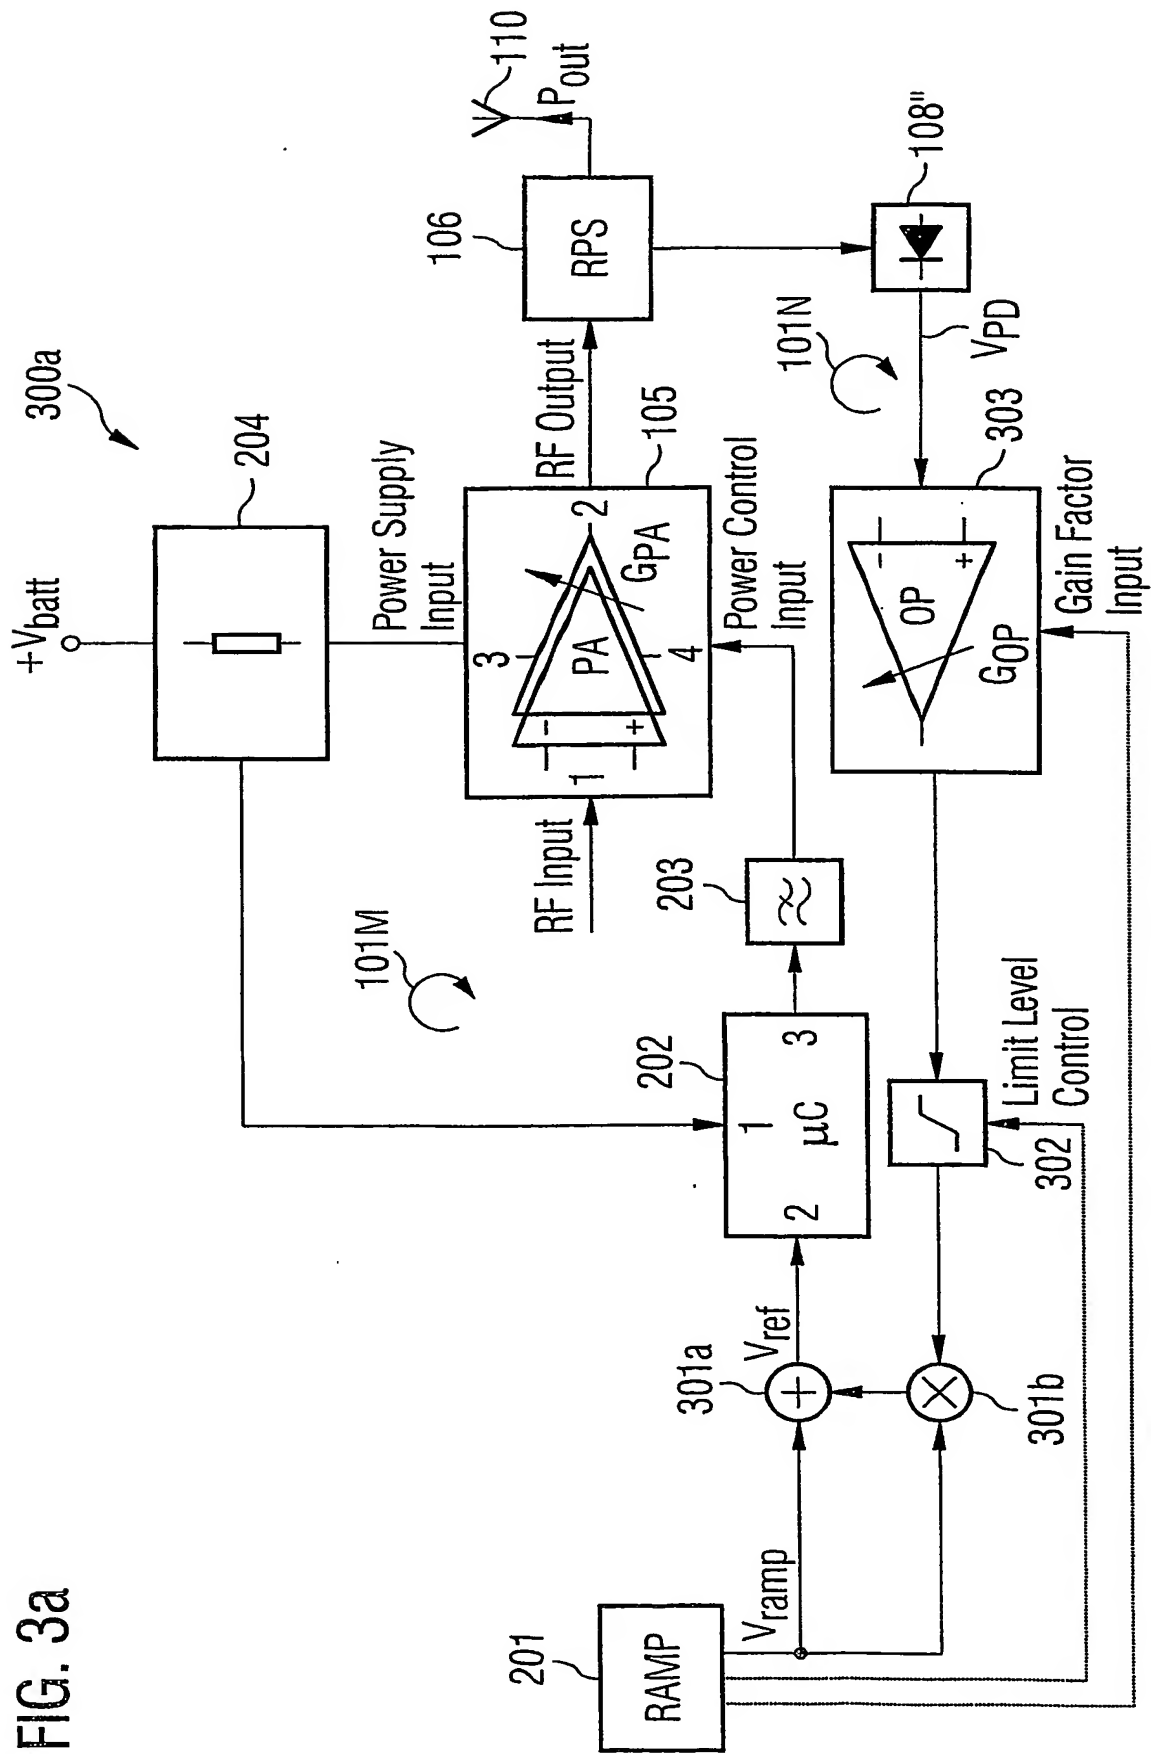 FIG. 3a
300a
+Vbatt
204
Power Supply
Input
101M
110
Pout
106
RPS
RF Output
RF Input
1
2
3
4
PA
GPA
- +
105
Power Control
Input
203
202
1
2
3
µC
108"
101N
VPD
303
OP
GOP
- +
Gain Factor
Input
Limit Level
Control
302
301a
Vref
301b
Vramp
201
RAMP